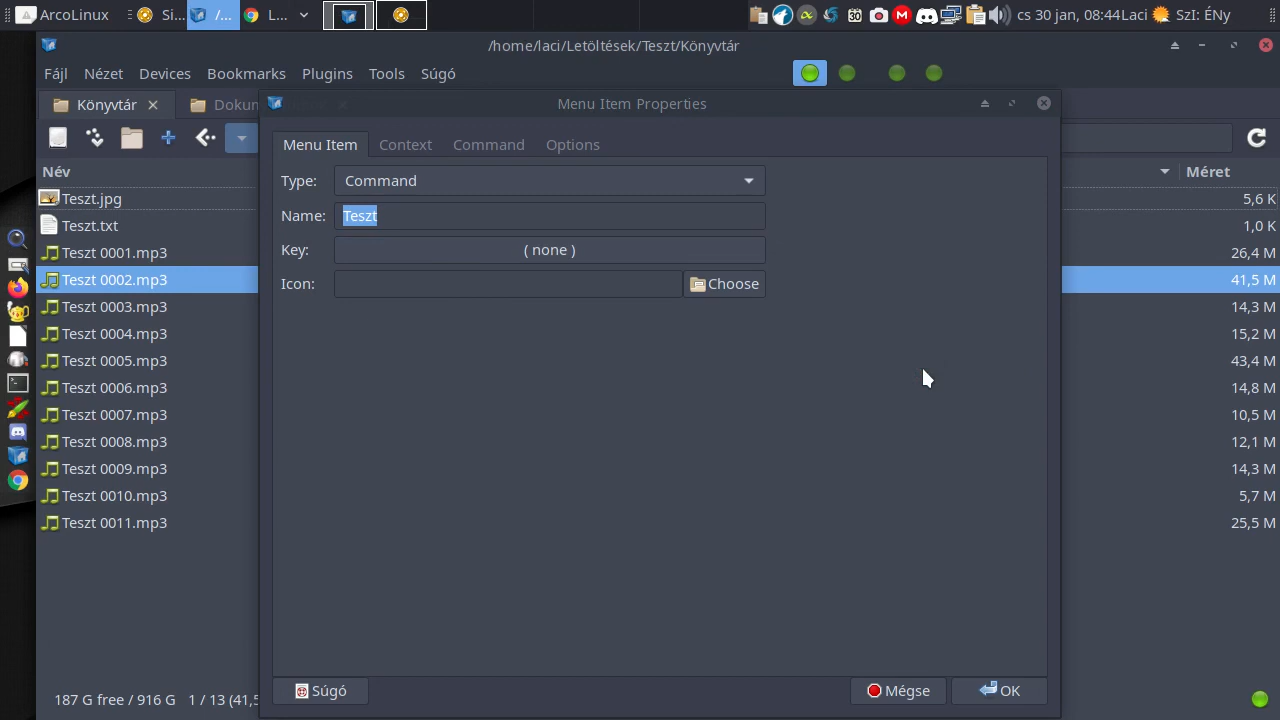 ArcoLinux
Si...
/...
L...
30
cs 30 jan, 08:44
Laci
SzI: ÉNy
/home/laci/Letöltések/Teszt/Könyvtár
Fájl Nézet Devices Bookmarks Plugins Tools Súgó
Könyvtár
Menu Item Properties
Menu Item Context Command Options
Név
Méret
Type: Command
Name: Teszt
Key: ( none )
Icon: Choose
Teszt.jpg 5,6 K
Teszt.txt 1,0 K
Teszt 0001.mp3 26,4 M
Teszt 0002.mp3 41,5 M
Teszt 0003.mp3 14,3 M
Teszt 0004.mp3 15,2 M
Teszt 0005.mp3 43,4 M
Teszt 0006.mp3 14,8 M
Teszt 0007.mp3 10,5 M
Teszt 0008.mp3 12,1 M
Teszt 0009.mp3 14,3 M
Teszt 0010.mp3 5,7 M
Teszt 0011.mp3 25,5 M
Súgó Mégse OK
187 G free / 916 G 1 / 13 (41,5